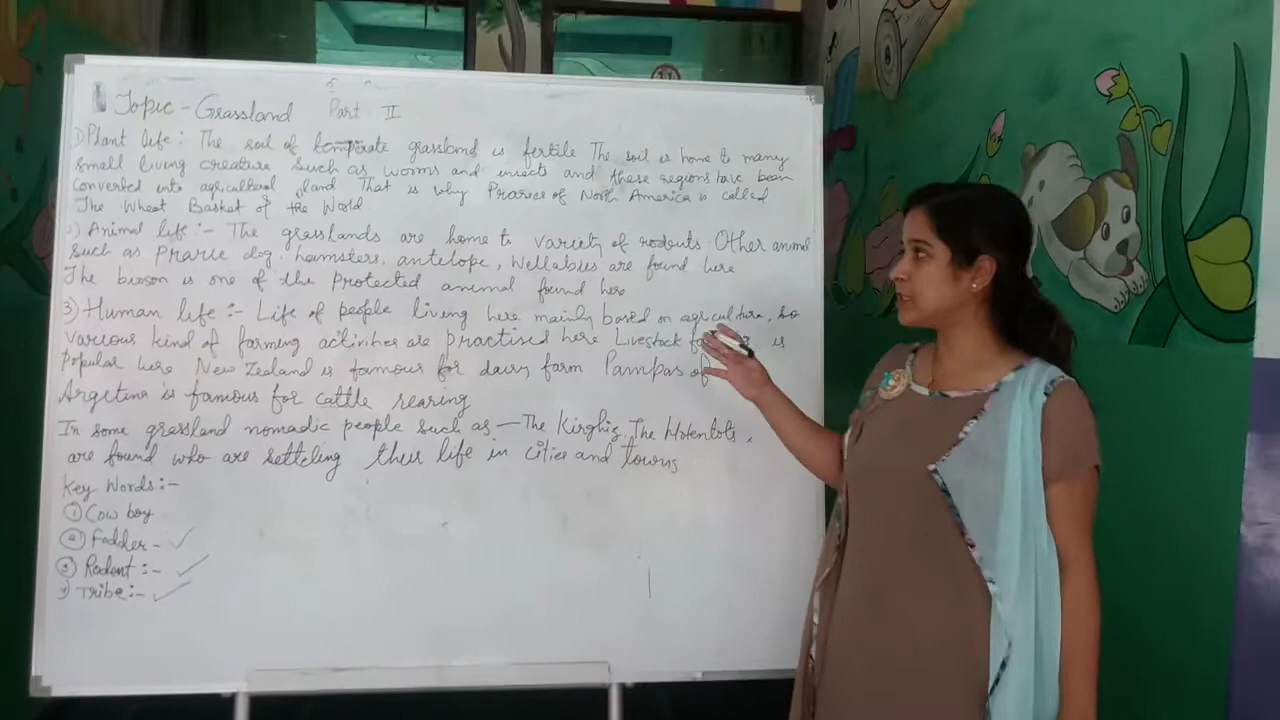 Topic - Grassland Part - II
1) Plant life : The soil of temprate grassland is fertile The soil is home to many
small living creature such as worms and insects and these regions have been
converted into agricultural land That is why Praries of North America is called
The Wheat Basket of the World
2) Animal life :- The grasslands are home to variety of rodents Other animal
such as Prarie dog, hamsters, antelope, Wellabies are found here
The bison is one of the Protected animal found here
3) Human life :- Life of people living here mainly based on agriculture, so
various kind of farming activities are practised here Livestock is
popular here New Zealand is famous for dairy farm Pampas of
Argetina is famous for cattle rearing
In some grassland nomadic people such as — The Kirghiz, The Hotentots,
are found who are setteling their life in cities and towns
Key Words :-
① Cow boy
② Fodder - ✓
③ Rodent :- ✓
4) Tribe :- ✓